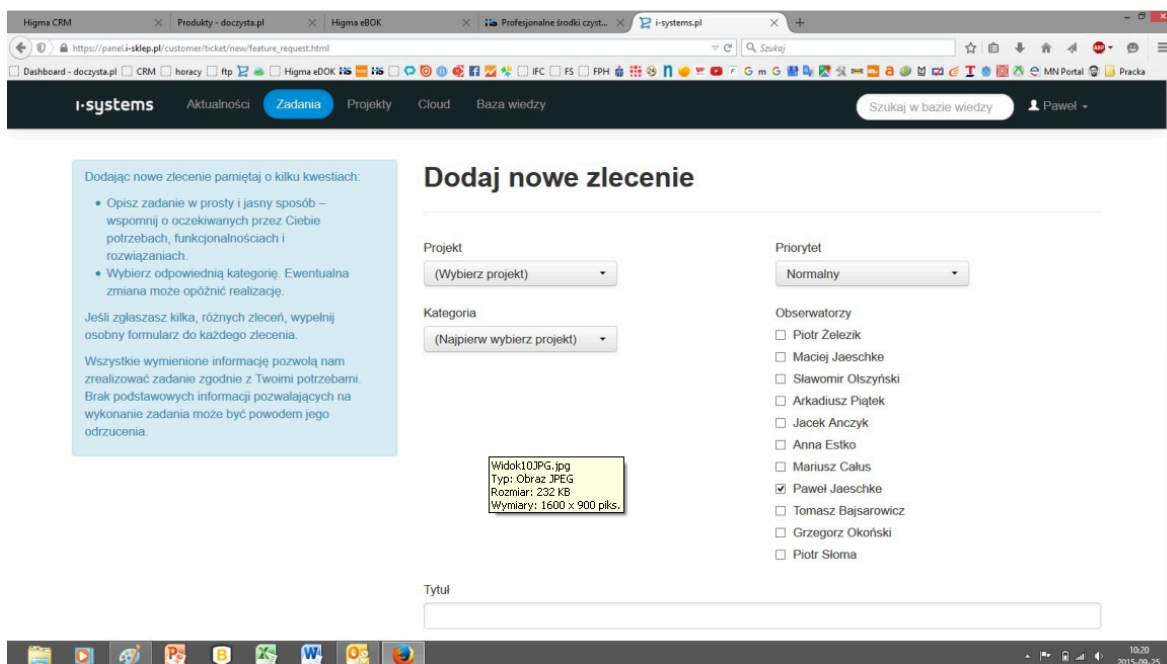 Higma CRM
Produkty - doczysta.pl
Higma eBOK
Profesjonalne środki czyst...
i-systems.pl
https://panel.i-sklep.pl/customer/ticket/new/feature_request.html
Szukaj
Dashboard - doczysta.pl CRM horacy ftp Higma eDOK IFC FS FPH MN Portal Pracka
i-systems Aktualności Zadania Projekty Cloud Baza wiedzy Szukaj w bazie wiedzy Paweł
Dodając nowe zlecenie pamiętaj o kilku kwestiach:
• Opisz zadanie w prosty i jasny sposób –
wspomnij o oczekiwanych przez Ciebie
potrzebach, funkcjonalnościach i
rozwiązaniach.
• Wybierz odpowiednią kategorię. Ewentualna
zmiana może opóźnić realizację.
Jeśli zgłaszasz kilka, różnych zleceń, wypełnij
osobny formularz do każdego zlecenia.
Wszystkie wymienione informację pozwolą nam
zrealizować zadanie zgodnie z Twoimi potrzebami.
Brak podstawowych informacji pozwalających na
wykonanie zadania może być powodem jego
odrzucenia.
Dodaj nowe zlecenie
Projekt
(Wybierz projekt)
Kategoria
(Najpierw wybierz projekt)
Priorytet
Normalny
Obserwatorzy
Piotr Żelezik
Maciej Jaeschke
Sławomir Olszyński
Arkadiusz Piątek
Jacek Anczyk
Anna Estko
Mariusz Całus
Paweł Jaeschke
Tomasz Bajsarowicz
Grzegorz Okoński
Piotr Słoma
Widok10JPG.jpg
Typ: Obraz JPEG
Rozmiar: 232 KB
Wymiary: 1600 x 900 piks.
Tytuł
10:20
2015-09-25